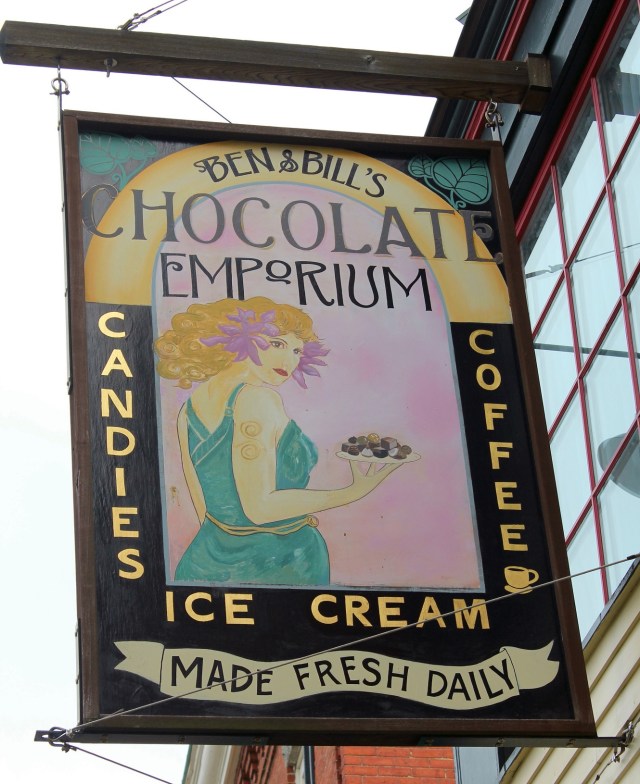 BEN & BILL'S
CHOCOLATE
EMPORIUM
CANDIES
COFFEE
ICE CREAM
MADE FRESH DAILY